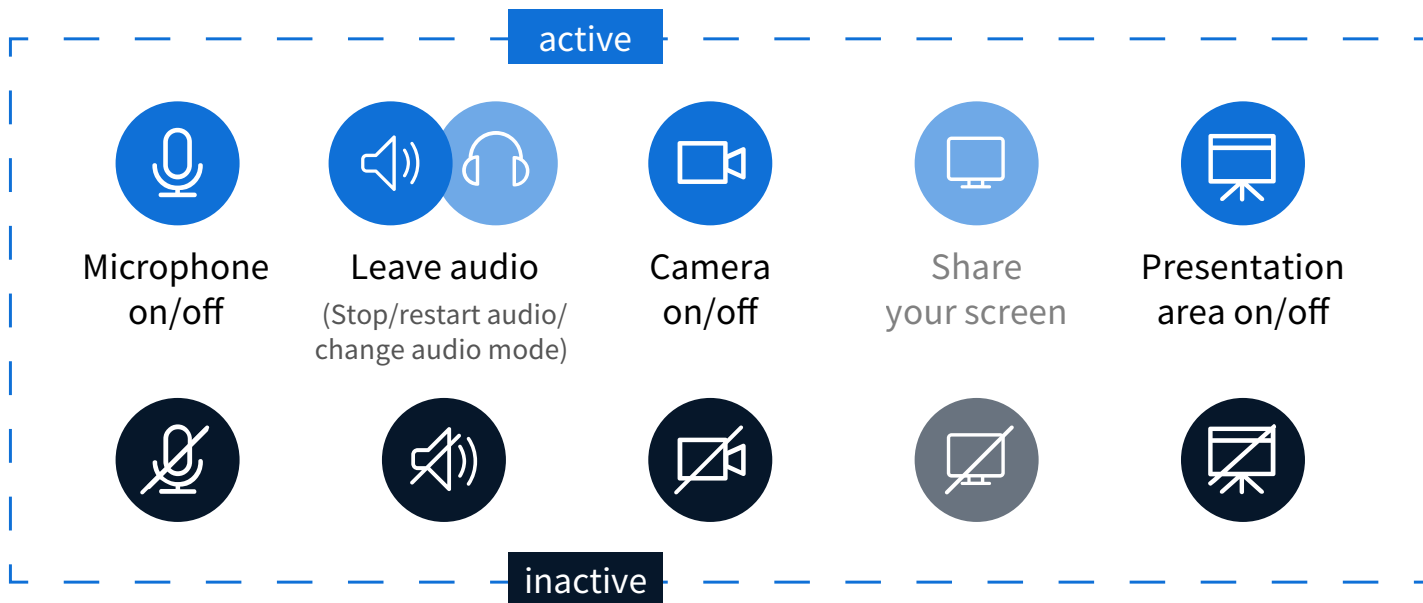 active
Microphone
on/off
Leave audio
(Stop/restart audio/
change audio mode)
Camera
on/off
Share
your screen
Presentation
area on/off
inactive